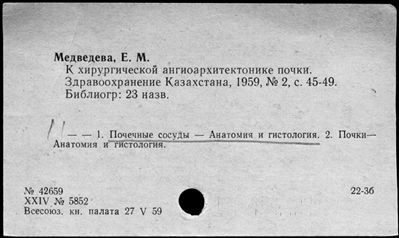 Медведева, Е. М.
К хирургической ангиоархитектонике почки.
Здравоохранение Казахстана, 1959, № 2, с. 45-49.
Библиогр: 23 назв.
— — 1. Почечные сосуды — Анатомия и гистология. 2. Почки—
Анатомия и гистология.
№ 42659 22-3б
XXIV № 5852
Всесоюз. кн. палата 27 V 59